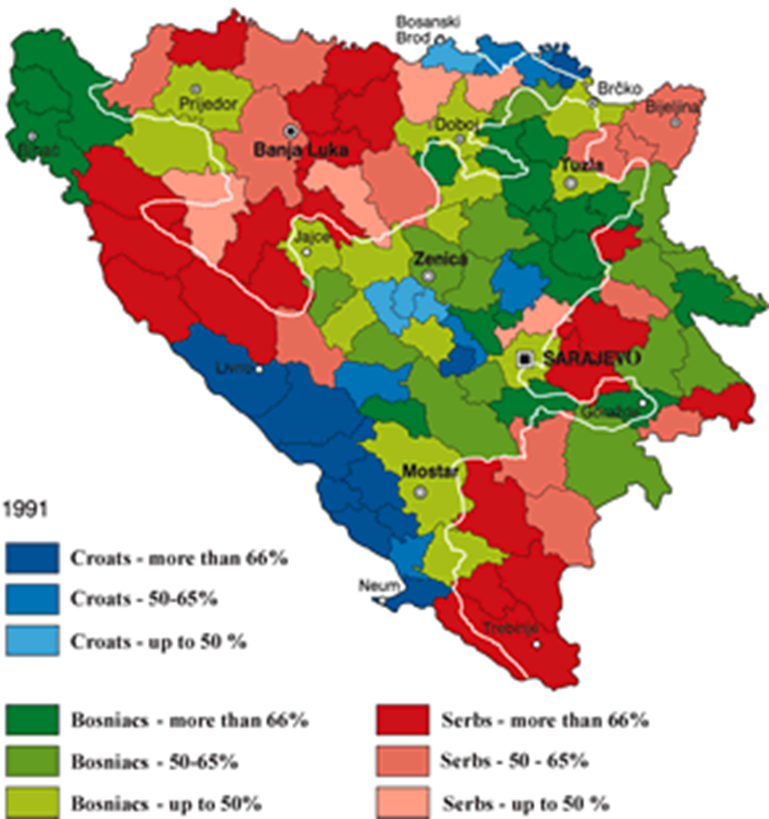 Bosanski
Brod
Brčko
Prijedor
Bijeljina
Doboj
Bihać
Banja Luka
Tuzla
Jajce
Zenica
SARAJEVO
Livno
Goražde
Mostar
1991
Croats - more than 66%
Neum
Croats - 50-65%
Trebinje
Croats - up to 50 %
Bosniacs - more than 66%
Serbs - more than 66%
Bosniacs - 50-65%
Serbs - 50 - 65%
Bosniacs - up to 50%
Serbs - up to 50 %